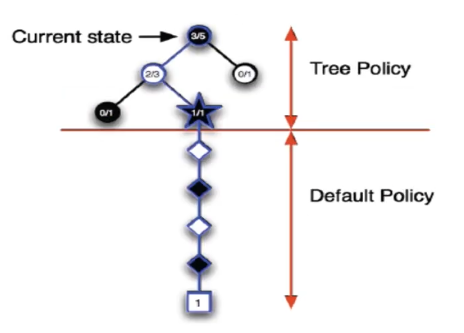 Current state
3/5
2/3
0/1
Tree Policy
0/1
1/1
Default Policy
1